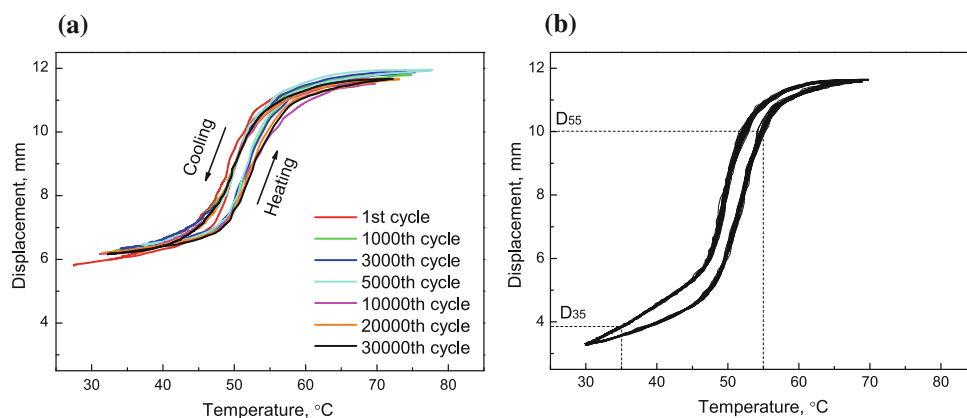 (a)
Displacement, mm
12
10
8
6
4
Cooling
Heating
1st cycle
1000th cycle
3000th cycle
5000th cycle
10000th cycle
20000th cycle
30000th cycle
30 40 50 60 70 80
Temperature, °C
(b)
Displacement, mm
12
10
8
6
4
D55
D35
30 40 50 60 70 80
Temperature, °C